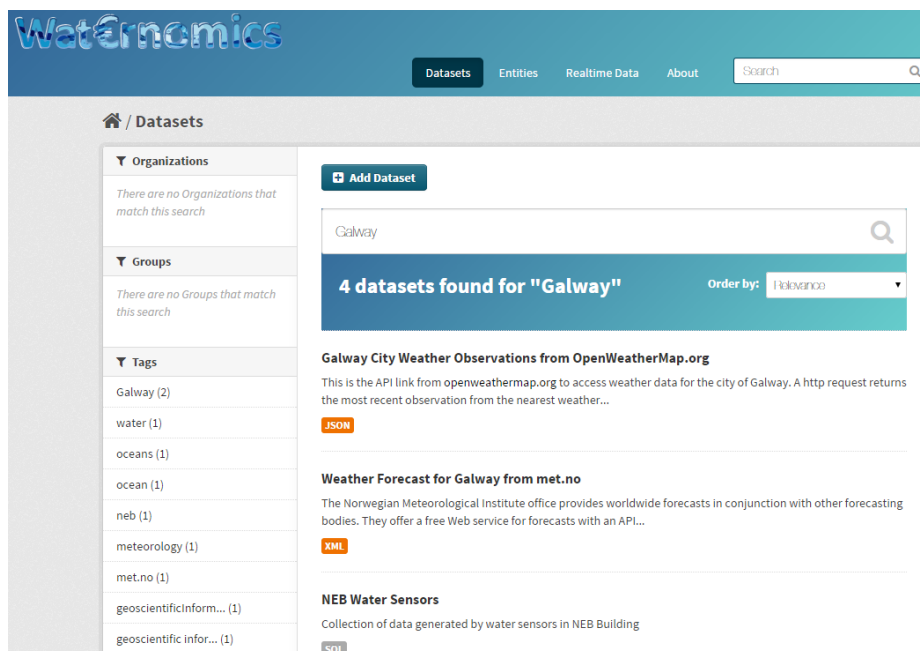 Wat€rnomics
Datasets Entities Realtime Data About Search
/ Datasets
Organizations
There are no Organizations that
match this search
Groups
There are no Groups that match
this search
Tags
Galway (2)
water (1)
oceans (1)
ocean (1)
neb (1)
meteorology (1)
met.no (1)
geoscientificInform... (1)
geoscientific infor... (1)
Add Dataset
Galway
4 datasets found for "Galway" Order by: Relevance
Galway City Weather Observations from OpenWeatherMap.org
This is the API link from openweathermap.org to access weather data for the city of Galway. A http request returns
the most recent observation from the nearest weather...
JSON
Weather Forecast for Galway from met.no
The Norwegian Meteorological Institute office provides worldwide forecasts in conjunction with other forecasting
bodies. They offer a free Web service for forecasts with an API...
XML
NEB Water Sensors
Collection of data generated by water sensors in NEB Building
SQL